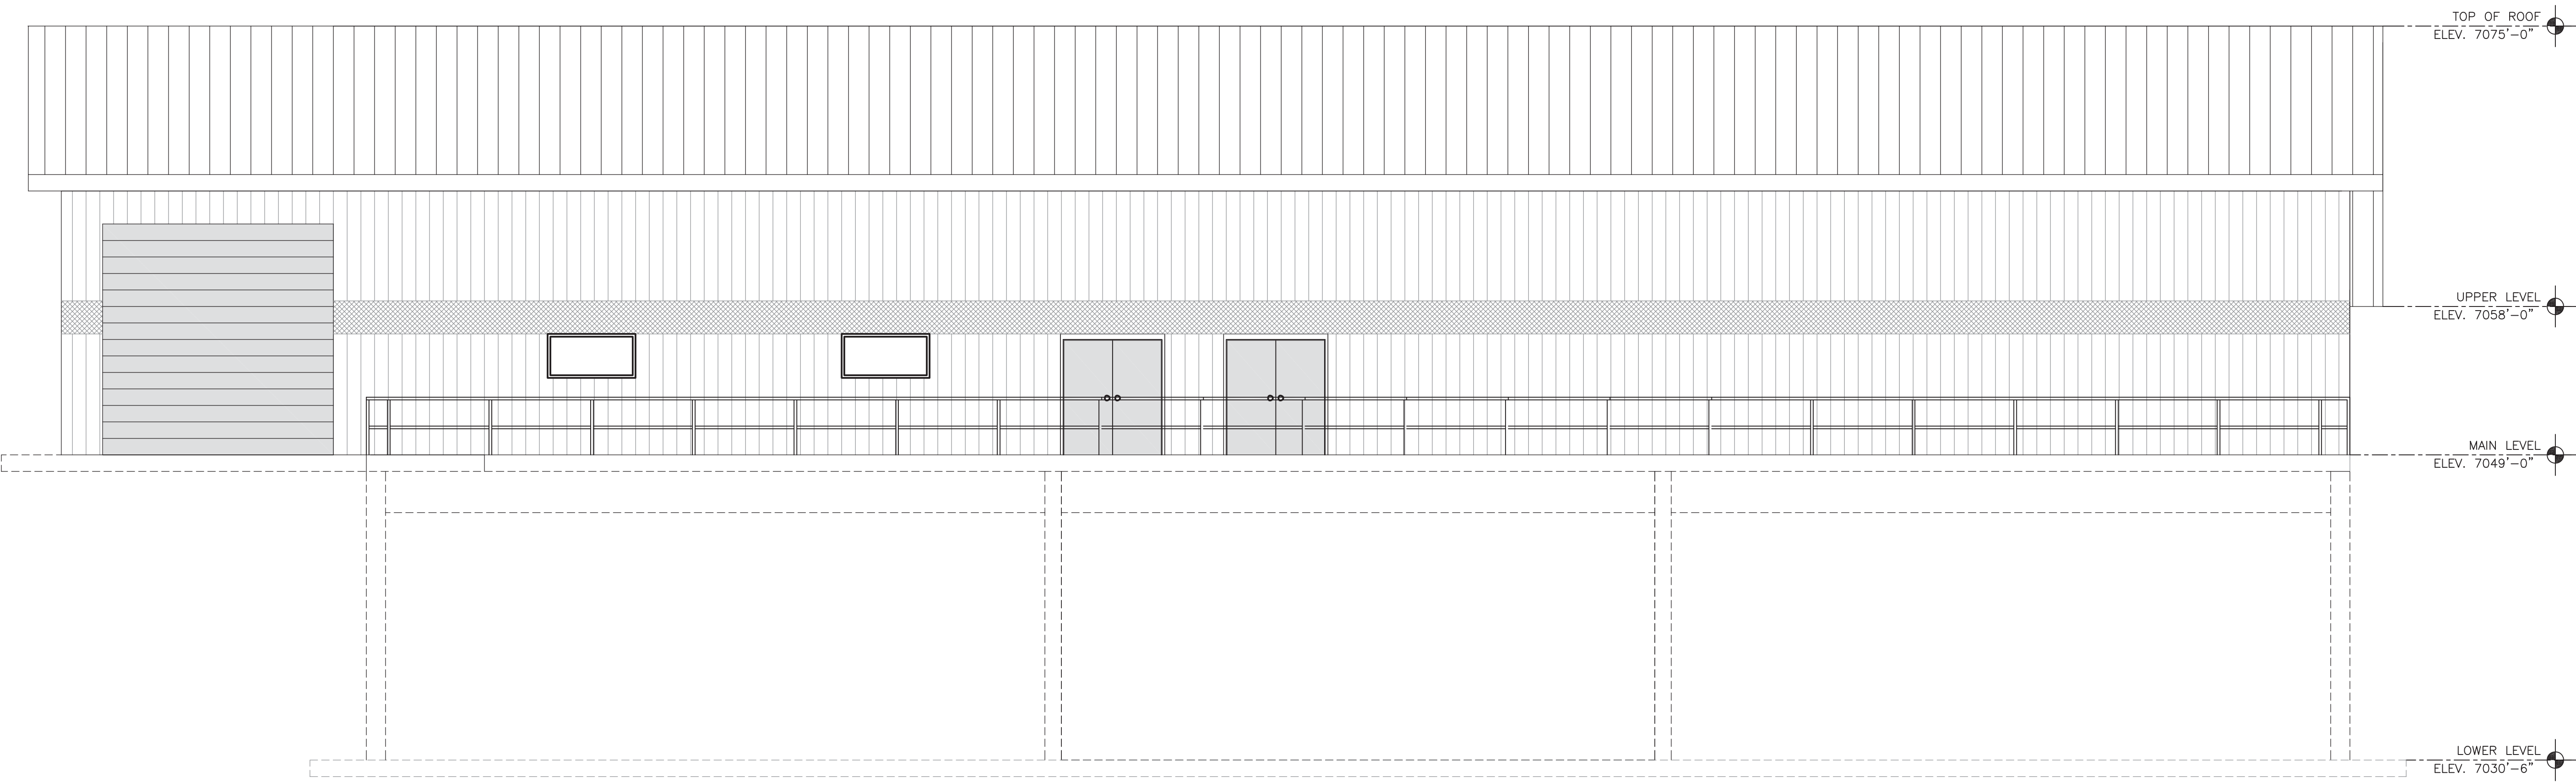 TOP OF ROOF
ELEV. 7075'-0"
UPPER LEVEL
ELEV. 7058'-0"
MAIN LEVEL
ELEV. 7049'-0"
LOWER LEVEL
ELEV. 7030'-6"